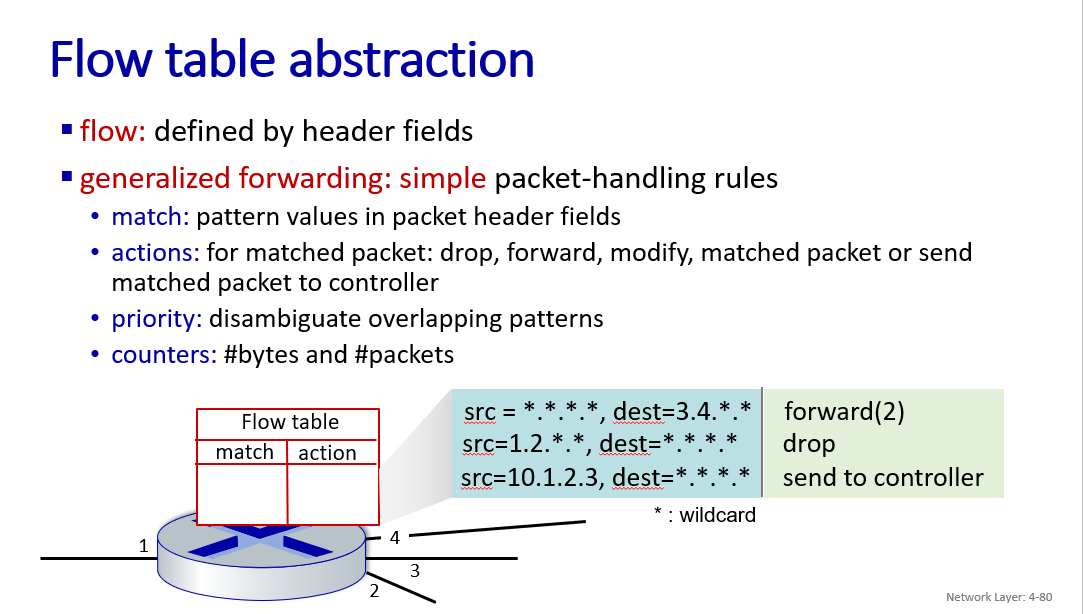 Flow table abstraction
flow: defined by header fields
generalized forwarding: simple packet-handling rules
• match: pattern values in packet header fields
• actions: for matched packet: drop, forward, modify, matched packet or send
matched packet to controller
• priority: disambiguate overlapping patterns
• counters: #bytes and #packets
Flow table
match action
src = *.*.*.*, dest=3.4.*.* forward(2)
src=1.2.*.*, dest=*.*.*.* drop
src=10.1.2.3, dest=*.*.*.* send to controller
* : wildcard
1
4
3
2
Network Layer: 4-80